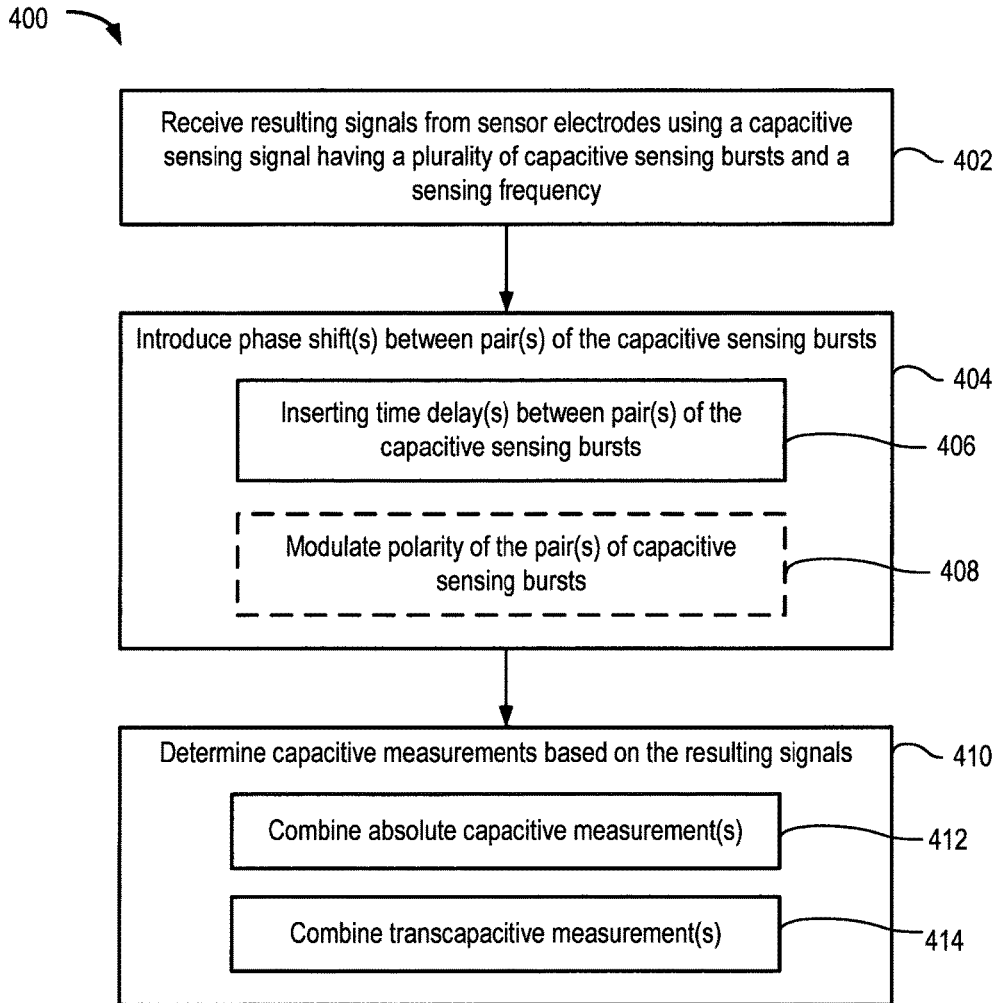 400
Receive resulting signals from sensor electrodes using a capacitive
sensing signal having a plurality of capacitive sensing bursts and a
sensing frequency
402
Introduce phase shift(s) between pair(s) of the capacitive sensing bursts
404
Inserting time delay(s) between pair(s) of the
capacitive sensing bursts
406
Modulate polarity of the pair(s) of capacitive
sensing bursts
408
Determine capacitive measurements based on the resulting signals
410
Combine absolute capacitive measurement(s)
412
Combine transcapacitive measurement(s)
414